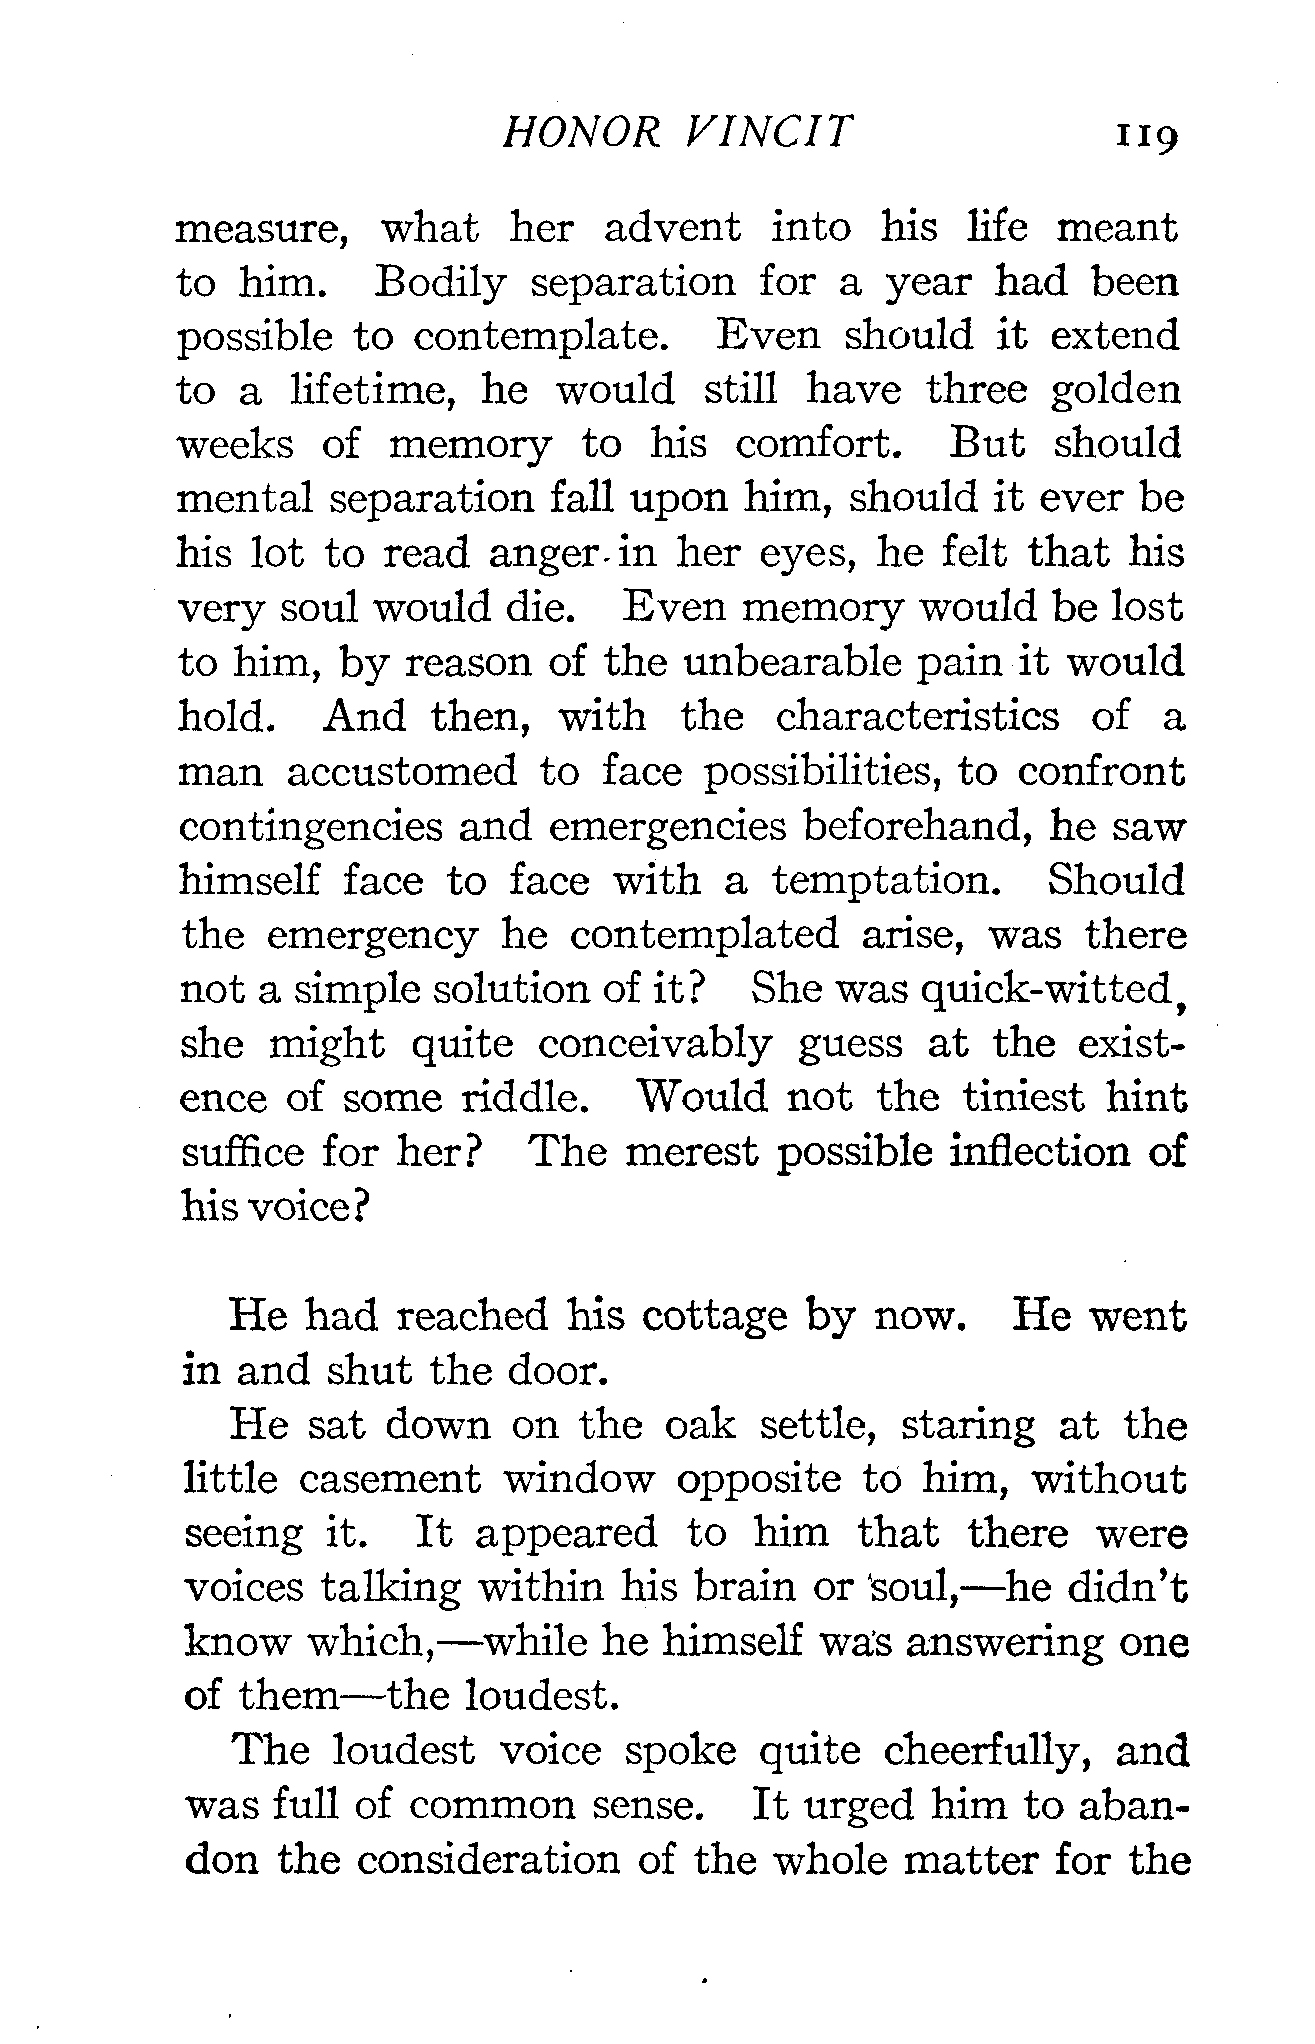 HONOR VINCIT 119
measure, what her advent into his life meant
to him. Bodily separation for a year had been
possible to contemplate. Even should it extend
to a lifetime, he would still have three golden
weeks of memory to his comfort. But should
mental separation fall upon him, should it ever be
his lot to read anger in her eyes, he felt that his
very soul would die. Even memory would be lost
to him, by reason of the unbearable pain it would
hold. And then, with the characteristics of a
man accustomed to face possibilities, to confront
contingencies and emergencies beforehand, he saw
himself face to face with a temptation. Should
the emergency he contemplated arise, was there
not a simple solution of it? She was quick-witted,
she might quite conceivably guess at the exist-
ence of some riddle. Would not the tiniest hint
suffice for her? The merest possible inflection of
his voice?
He had reached his cottage by now. He went
in and shut the door.
He sat down on the oak settle, staring at the
little casement window opposite to him, without
seeing it. It appeared to him that there were
voices talking within his brain or soul,—he didn't
know which,—while he himself was answering one
of them—the loudest.
The loudest voice spoke quite cheerfully, and
was full of common sense. It urged him to aban-
don the consideration of the whole matter for the